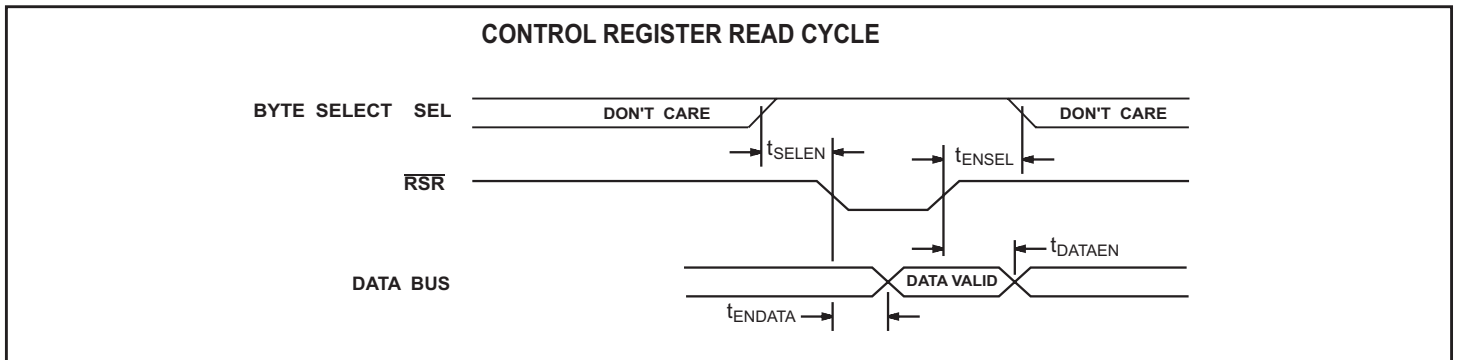 CONTROL REGISTER READ CYCLE
BYTE SELECT SEL
DON'T CARE
DON'T CARE
tSELEN
tENSEL
RSR
tDATAEN
DATA BUS
DATA VALID
tENDATA